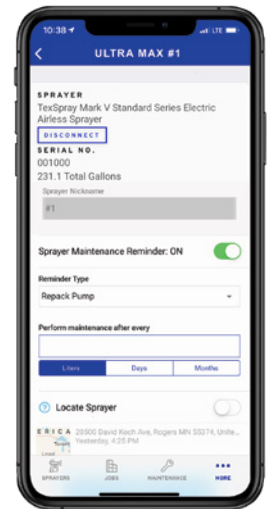 10:38
LTE
ULTRA MAX #1
SPRAYER
TexSpray Mark V Standard Series Electric
Airless Sprayer
DISCONNECT
SERIAL NO.
001000
231.1 Total Gallons
Sprayer Nickname
#1
Sprayer Maintenance Reminder: ON
Reminder Type
Repack Pump
Perform maintenance after every
Liters
Days
Months
Locate Sprayer
ERICA
20500 David Koch Ave, Rogers MN 55374, Unite...
Yesterday, 4:25 PM
SPRAYERS
JOBS
MAINTENANCE
MORE